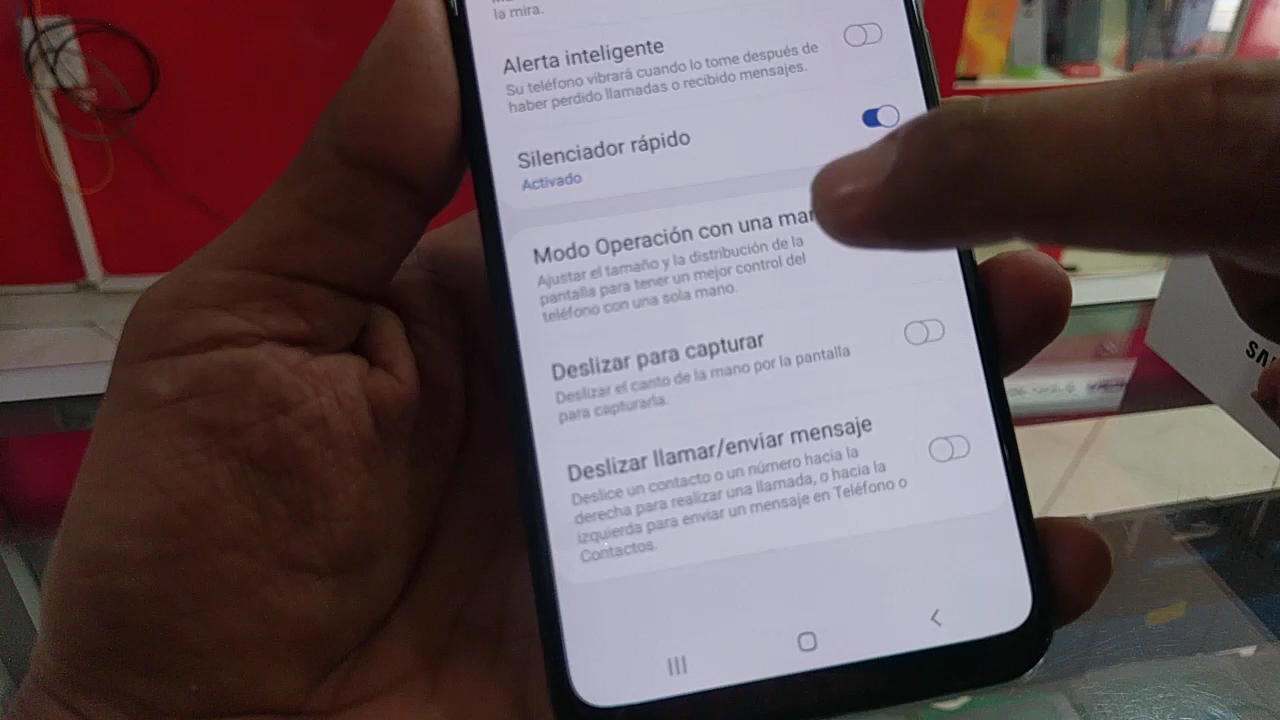 la mira.
Alerta inteligente
Su teléfono vibrará cuando lo tome después de
haber perdido llamadas o recibido mensajes.
Silenciador rápido
Activado
Modo Operación con una mar
Ajustar el tamaño y la distribución de la
pantalla para tener un mejor control del
teléfono con una sola mano.
Deslizar para capturar
Deslizar el canto de la mano por la pantalla
para capturarla.
Deslizar llamar/enviar mensaje
Deslice un contacto o un número hacia la
derecha para realizar una llamada, o hacia la
izquierda para enviar un mensaje en Teléfono o
Contactos.